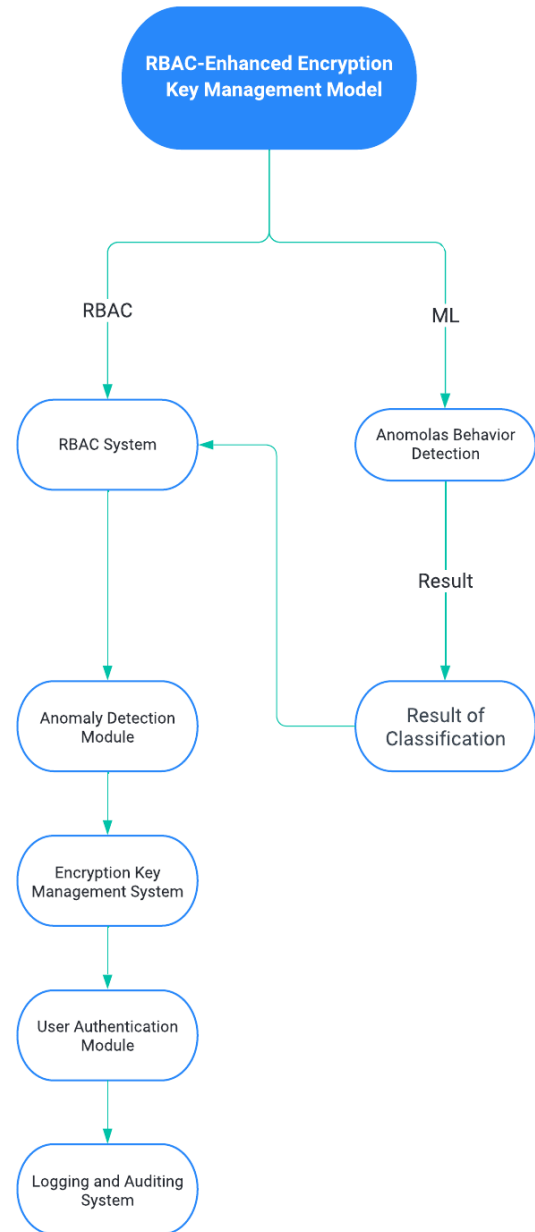 RBAC-Enhanced Encryption
Key Management Model
RBAC
ML
RBAC System
Anomolas Behavior
Detection
Result
Anomaly Detection
Module
Result of
Classification
Encryption Key
Management System
User Authentication
Module
Logging and Auditing
System